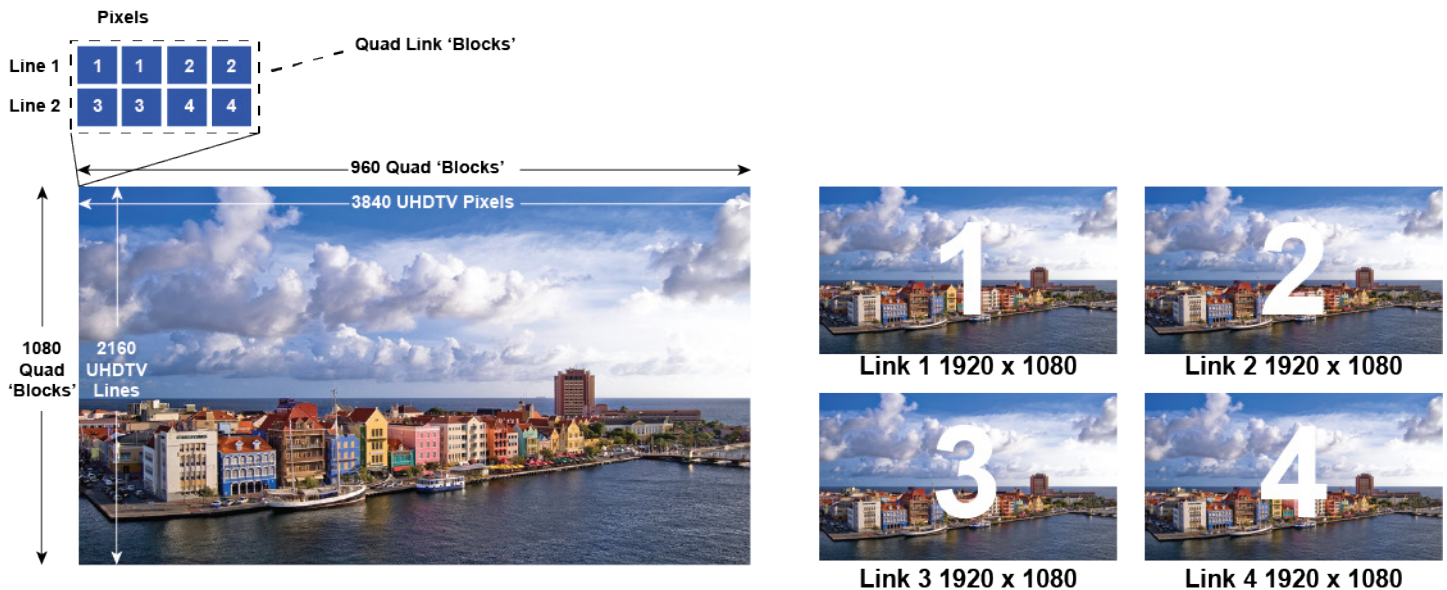 Pixels
Quad Link ‘Blocks’
Line 1 1 1 2 2
Line 2 3 3 4 4
960 Quad ‘Blocks’
3840 UHDTV Pixels
1080
Quad
‘Blocks’
2160
UHDTV
Lines
1
Link 1 1920 x 1080
2
Link 2 1920 x 1080
3
Link 3 1920 x 1080
4
Link 4 1920 x 1080